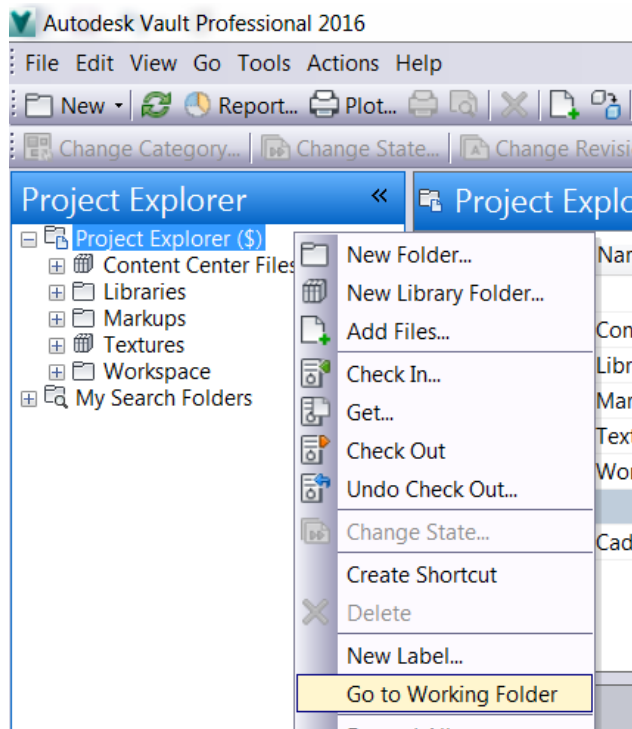 Autodesk Vault Professional 2016
File Edit View Go Tools Actions Help
New Report... Plot...
Change Category... Change State... Change Revisi
Project Explorer « Project Explo
Project Explorer ($)
Content Center Files
Libraries
Markups
Textures
Workspace
My Search Folders
New Folder...
New Library Folder...
Add Files...
Check In...
Get...
Check Out
Undo Check Out...
Change State...
Create Shortcut
Delete
New Label...
Go to Working Folder
Nar
Con
Libr
Mar
Text
Wor
Cad